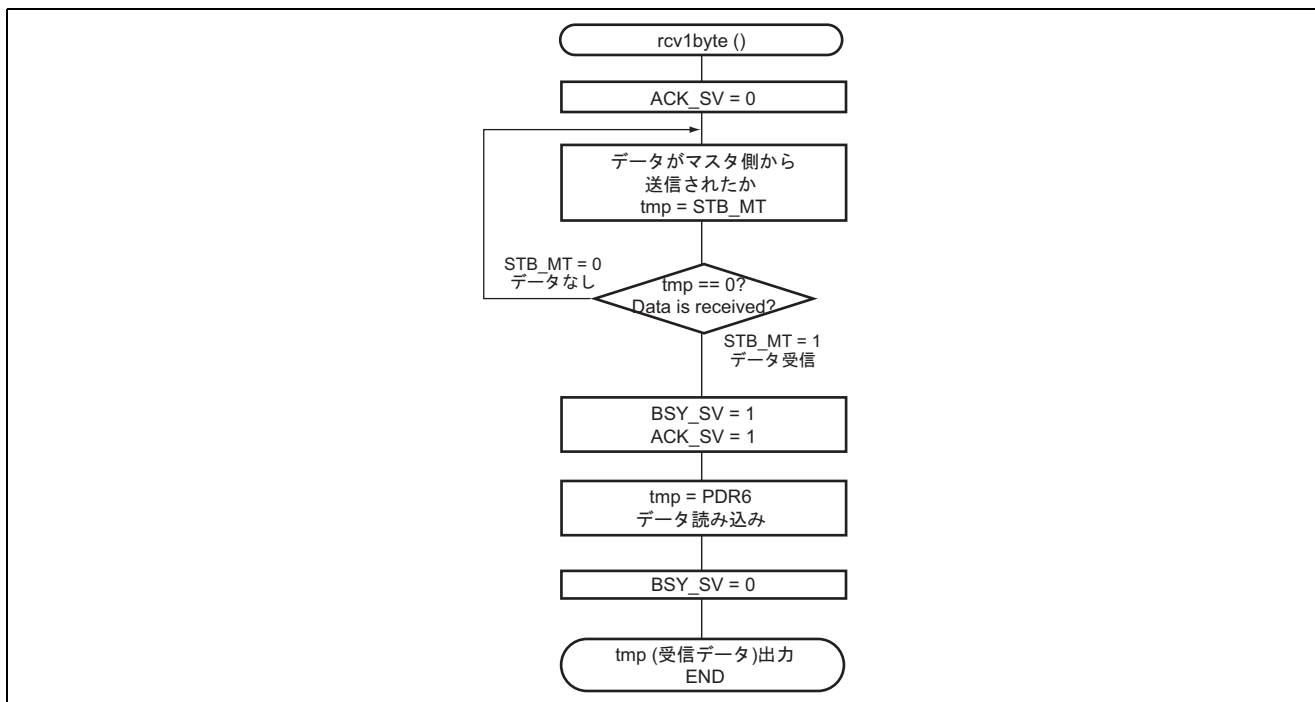 rcv1byte ()
ACK_SV = 0
データがマスタ側から
送信されたか
tmp = STB_MT
STB_MT = 0
データなし
tmp == 0?
Data is received?
STB_MT = 1
データ受信
BSY_SV = 1
ACK_SV = 1
tmp = PDR6
データ読み込み
BSY_SV = 0
tmp (受信データ)出力
END